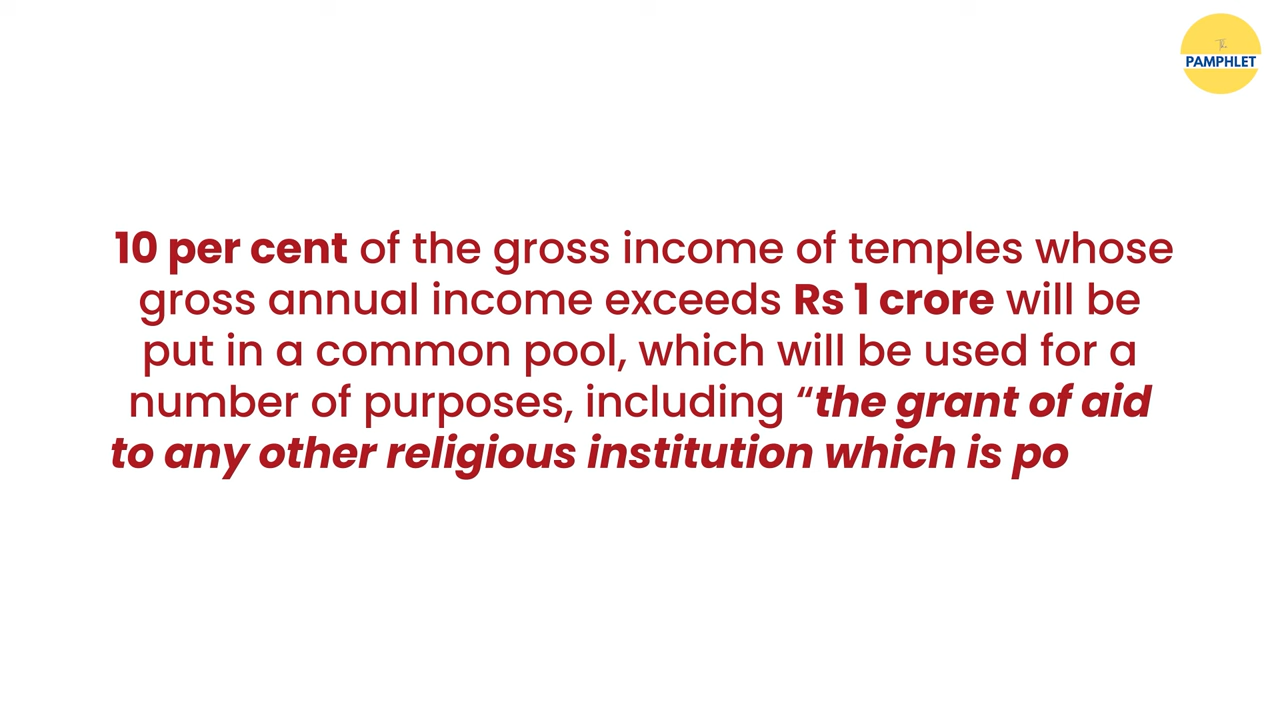 PAMPHLET
10 per cent of the gross income of temples whose
gross annual income exceeds Rs 1 crore will be
put in a common pool, which will be used for a
number of purposes, including “the grant of aid
to any other religious institution which is po